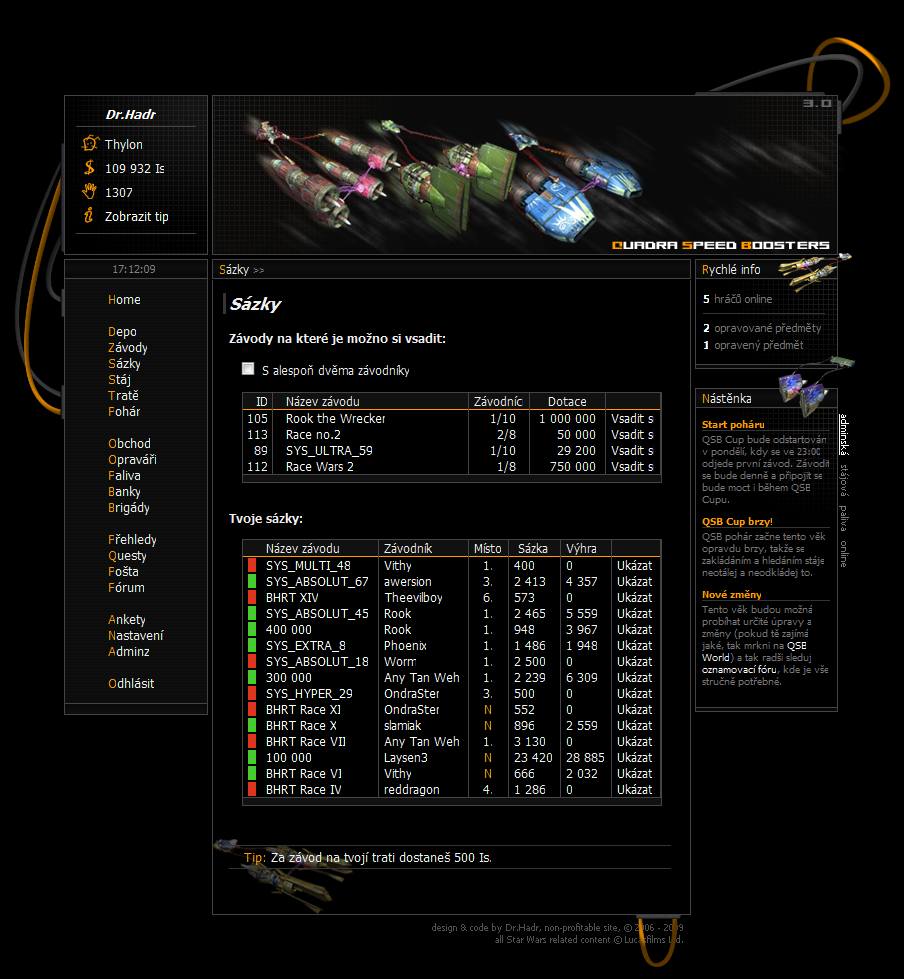 3.0
Dr.Hadr
Thylon
109 932 Is
1307
Zobrazit tip
QUADRA SPEED BOOSTERS
17:12:09
Home
Depo
Závody
Sázky
Stáj
Tratě
Pohár
Obchod
Opraváři
Paliva
Banky
Brigády
Přehledy
Questy
Pošta
Fórum
Ankety
Nastavení
Adminz
Odhlásit
Sázky >>
Sázky
Závody na které je možno si vsadit:
S alespoň dvěma závodníky
ID Název závodu Závodníc Dotace
105 Rook the Wrecker 1/10 1 000 000 Vsadit s
113 Race no.2 2/8 50 000 Vsadit s
89 SYS_ULTRA_59 1/10 29 200 Vsadit s
112 Race Wars 2 1/8 750 000 Vsadit s
Tvoje sázky:
Název závodu Závodník Místo Sázka Výhra
SYS_MULTI_48 Vithy 1. 400 0 Ukázat
SYS_ABSOLUT_67 awersion 3. 2 413 4 357 Ukázat
BHRT XIV Theevilboy 6. 573 0 Ukázat
SYS_ABSOLUT_45 Rook 1. 2 465 5 559 Ukázat
400 000 Rook 1. 948 3 967 Ukázat
SYS_EXTRA_8 Phoenix 1. 1 486 1 948 Ukázat
SYS_ABSOLUT_18 Worm 1. 2 500 0 Ukázat
300 000 Any Tan Weh 1. 2 239 6 309 Ukázat
SYS_HYPER_29 OndraSter 3. 500 0 Ukázat
BHRT Race XI OndraSter N 552 0 Ukázat
BHRT Race X slamiak N 896 2 559 Ukázat
BHRT Race VII Any Tan Weh 1. 3 130 0 Ukázat
100 000 Laysen3 N 23 420 28 885 Ukázat
BHRT Race VI Vithy N 666 2 032 Ukázat
BHRT Race IV reddragon 4. 1 286 0 Ukázat
Tip: Za závod na tvojí trati dostaneš 500 Is.
Rychlé info
5 hráčů online
2 opravované předměty
1 opravený předmět
Nástěnka
Start poháru
QSB Cup bude odstartován
v pondělí, kdy se ve 23:00
odjede první závod. Závodit
se bude denně a připojit se
bude moct i během QSB
Cupu.
QSB Cup brzy!
QSB pohár začne tento věk
opravdu brzy, takže se
zakládáním a hledáním stáje
neotálej a neodkládej to.
Nové změny
Tento věk budou možná
probíhat určité úpravy a
změny (pokud tě zajímá
jaké, tak mrkni na QSB
World) a tak radši sleduj
oznamovací fóru, kde je vše
stručně potřebné.
adminská stájová paliva online
design & code by Dr.Hadr, non-profitable site, © 2006 - 2009
all Star Wars related content © Lucasfilms Ltd.